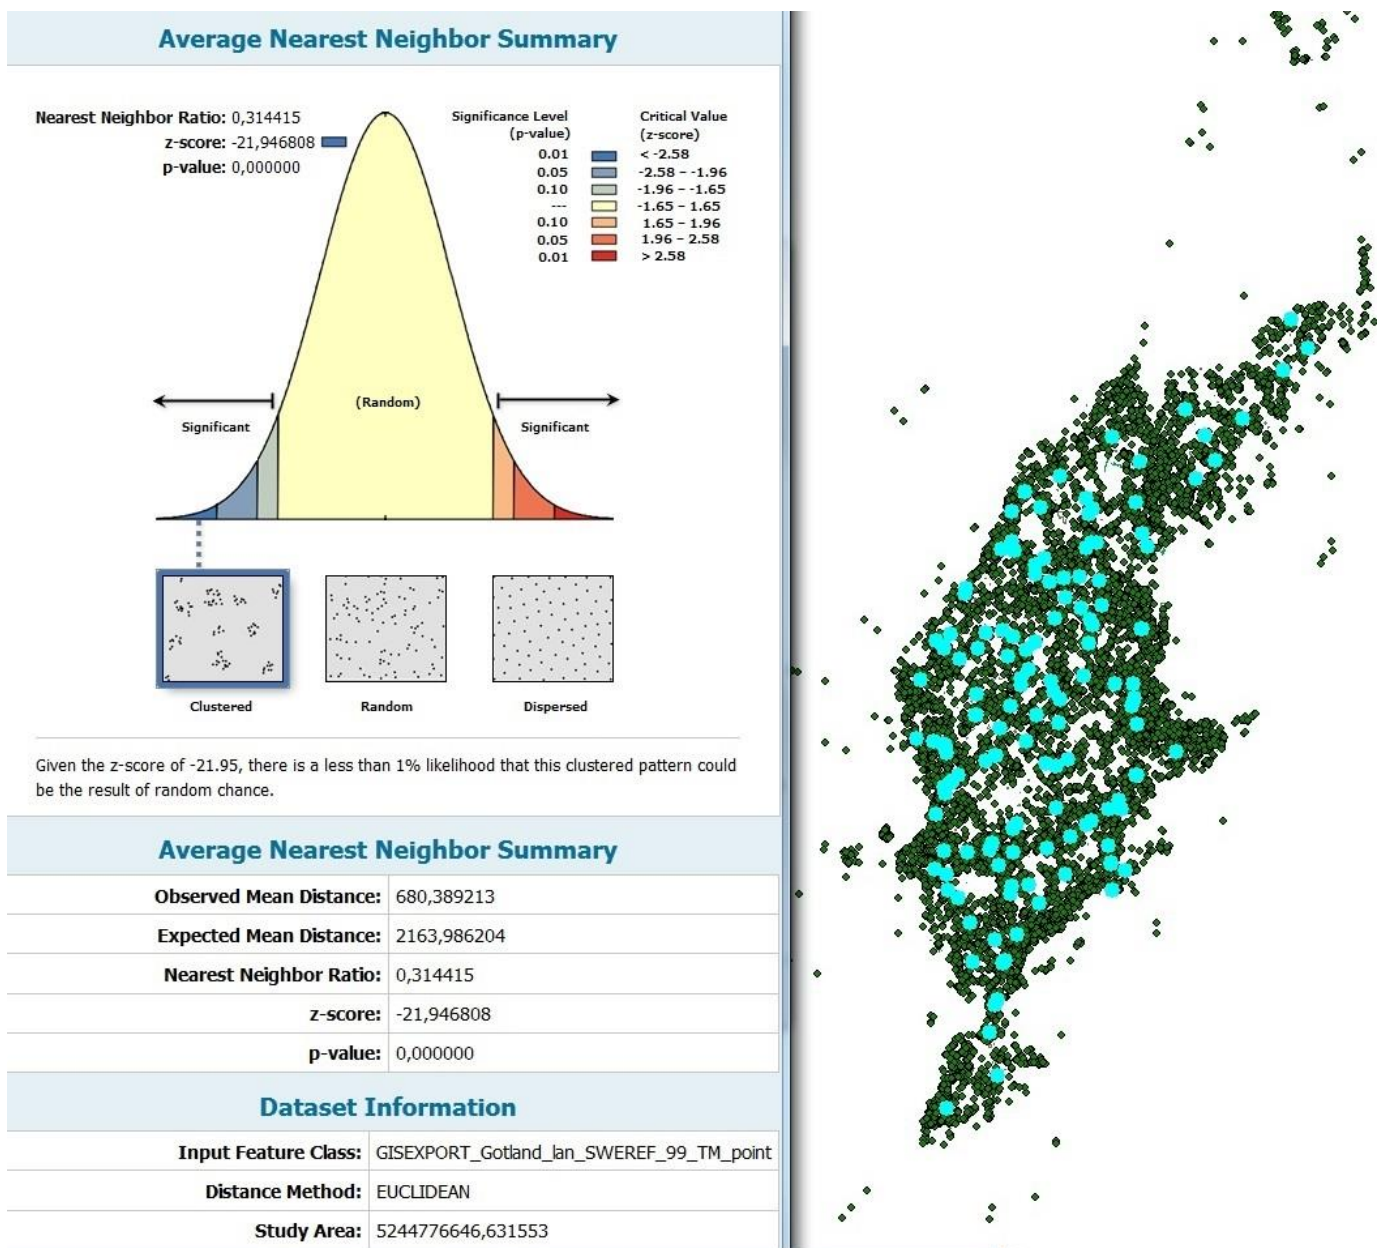 Average Nearest Neighbor Summary
Nearest Neighbor Ratio: 0,314415
z-score: -21,946808
p-value: 0,000000
Significance Level
(p-value)
Critical Value
(z-score)
0.01 < -2.58
0.05 -2.58 – -1.96
0.10 -1.96 – -1.65
--- -1.65 – 1.65
0.10 1.65 – 1.96
0.05 1.96 – 2.58
0.01 > 2.58
(Random)
Significant Significant
Clustered Random Dispersed
Given the z-score of -21.95, there is a less than 1% likelihood that this clustered pattern could
be the result of random chance.
Average Nearest Neighbor Summary
Observed Mean Distance: 680,389213
Expected Mean Distance: 2163,986204
Nearest Neighbor Ratio: 0,314415
z-score: -21,946808
p-value: 0,000000
Dataset Information
Input Feature Class: GISEXPORT_Gotland_lan_SWEREF_99_TM_point
Distance Method: EUCLIDEAN
Study Area: 5244776646,631553